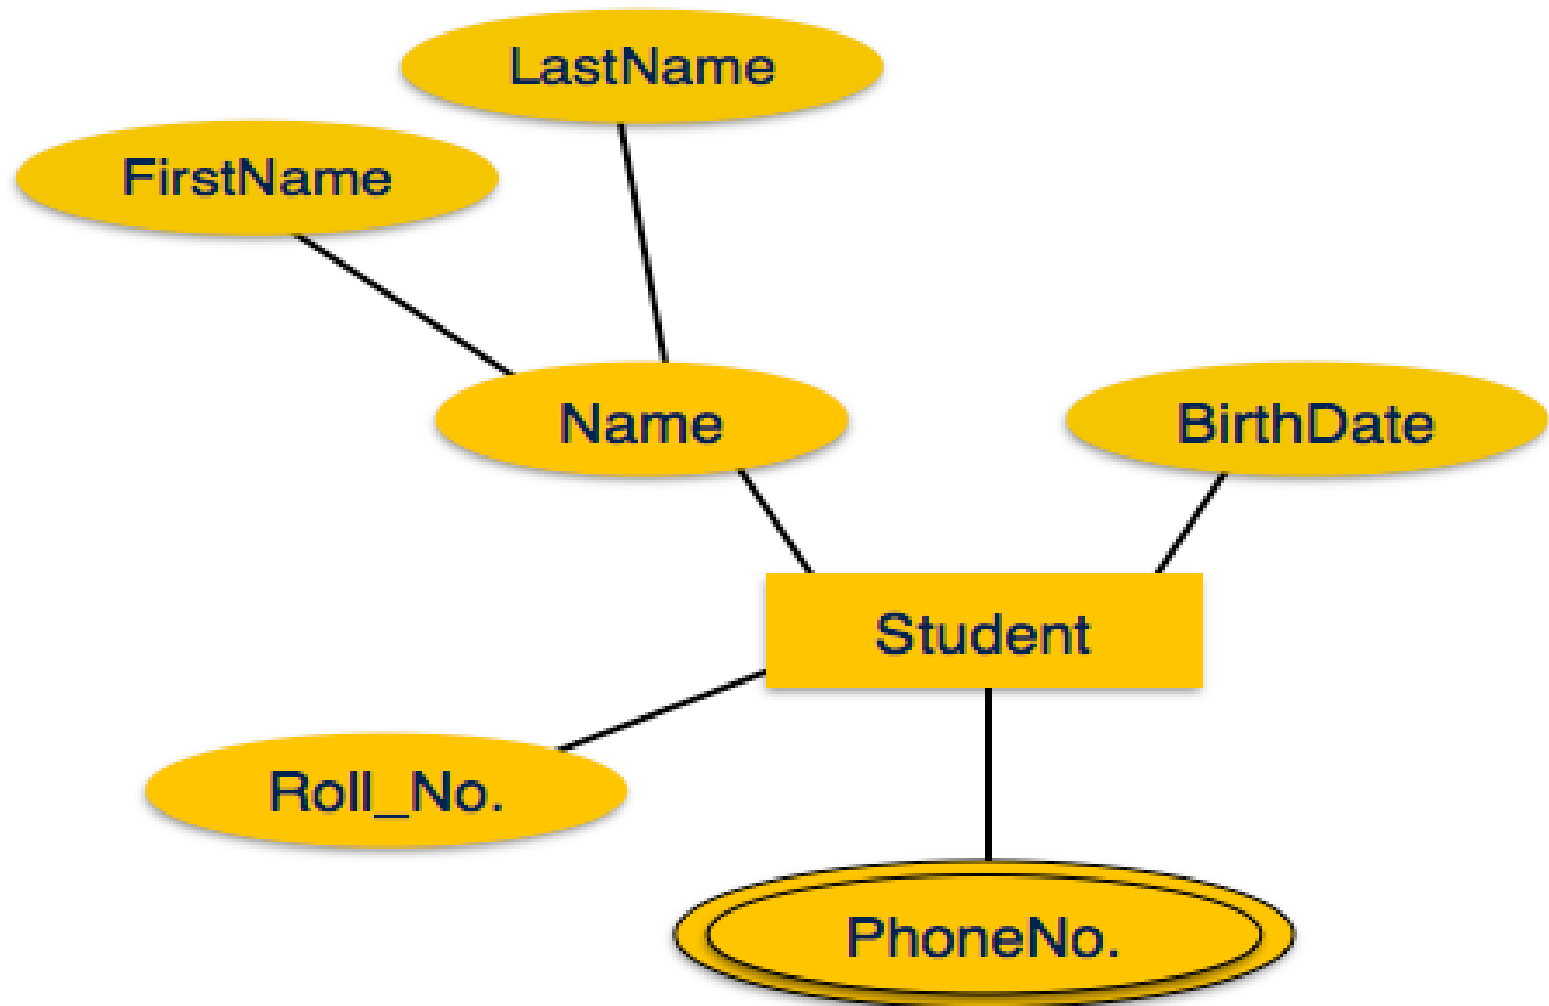 LastName
FirstName
Name
BirthDate
Student
Roll_No.
PhoneNo.